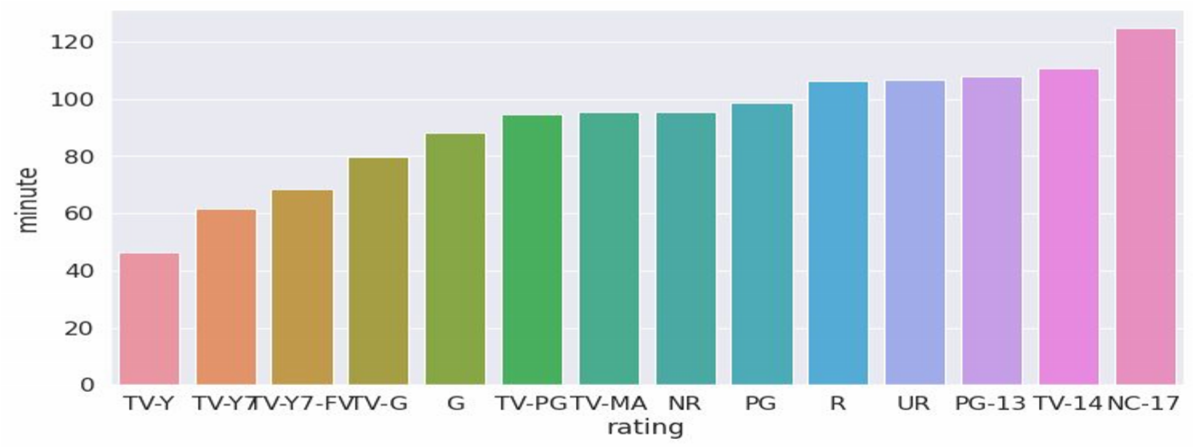 120
100
80
60
40
20
0
minute
TV-Y TV-Y7 TV-Y7-FV TV-G G TV-PG TV-MA NR PG R UR PG-13 TV-14 NC-17
rating